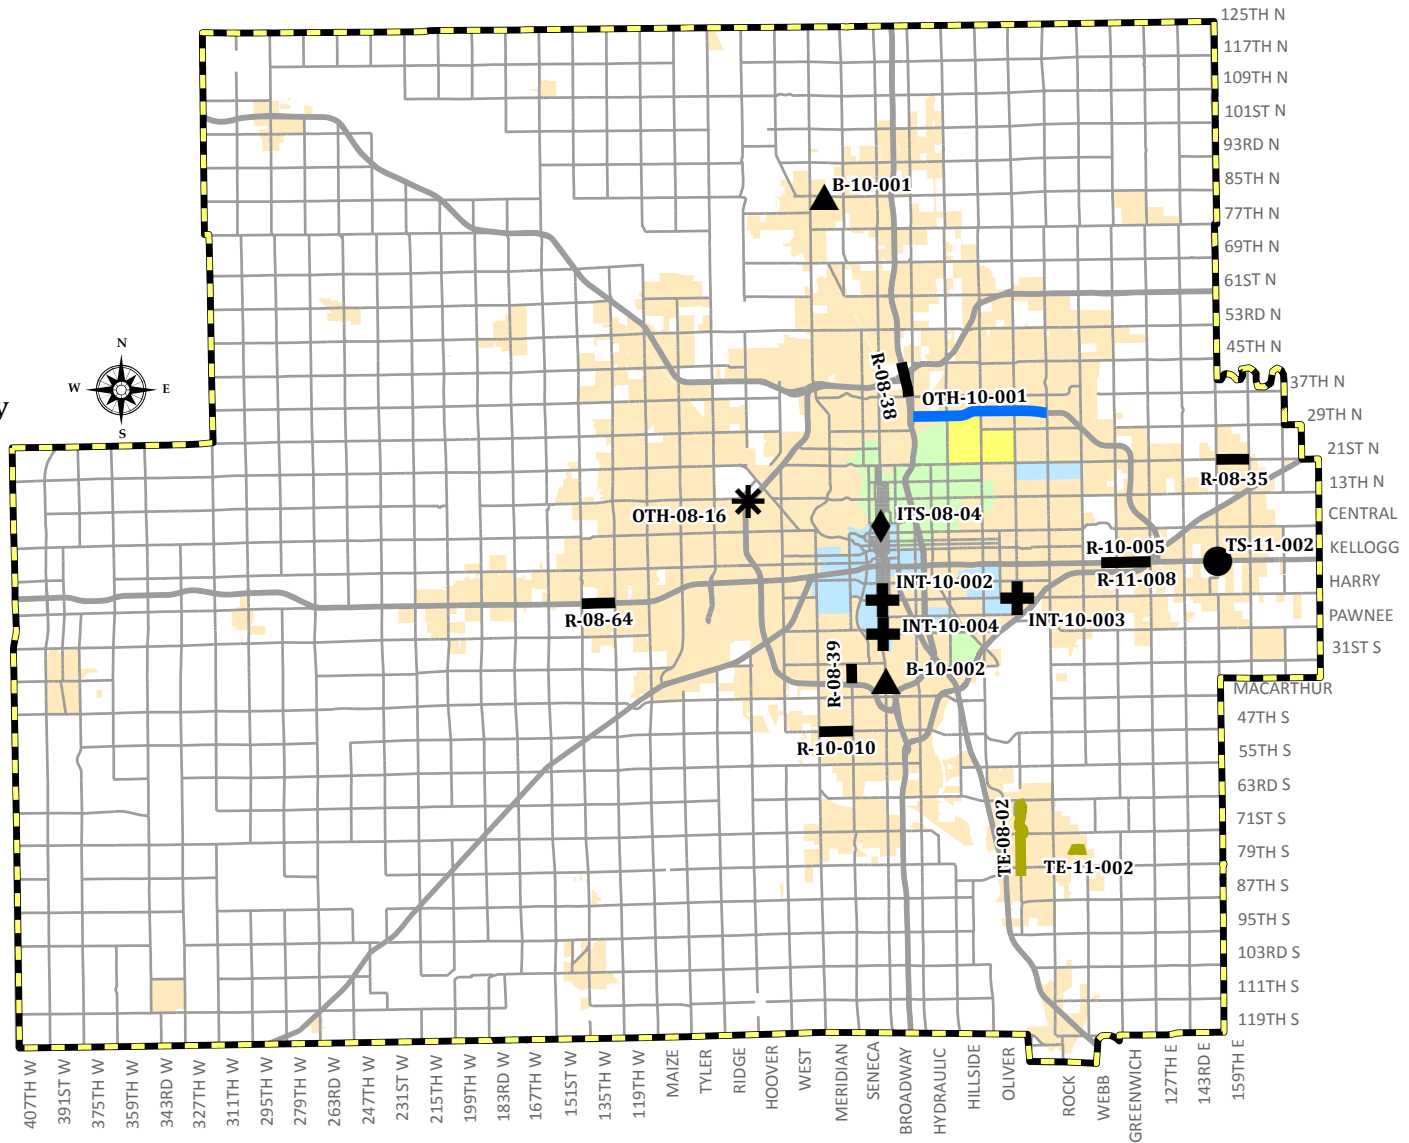 125TH N
117TH N
109TH N
101ST N
93RD N
85TH N
77TH N
69TH N
61ST N
53RD N
45TH N
37TH N
29TH N
21ST N
13TH N
CENTRAL
KELLOGG
HARRY
PAWNEE
31ST S
MACARTHUR
47TH S
55TH S
63RD S
71ST S
79TH S
87TH S
95TH S
103RD S
111TH S
119TH S
N
W
E
S
y
B-10-001
R-08-38
OTH-10-001
R-08-35
OTH-08-16
ITS-08-04
R-10-005
TS-11-002
R-11-008
INT-10-002
R-08-64
INT-10-003
INT-10-004
R-08-39
B-10-002
R-10-010
TE-08-02
TE-11-002
407TH W
391ST W
375TH W
359TH W
343RD W
327TH W
311TH W
295TH W
279TH W
263RD W
247TH W
231ST W
215TH W
199TH W
183RD W
167TH W
151ST W
135TH W
119TH W
MAIZE
TYLER
RIDGE
HOOVER
WEST
MERIDIAN
SENECA
BROADWAY
HYDRAULIC
HILLSIDE
OLIVER
ROCK
WEBB
GREENWICH
127TH E
143RD E
159TH E